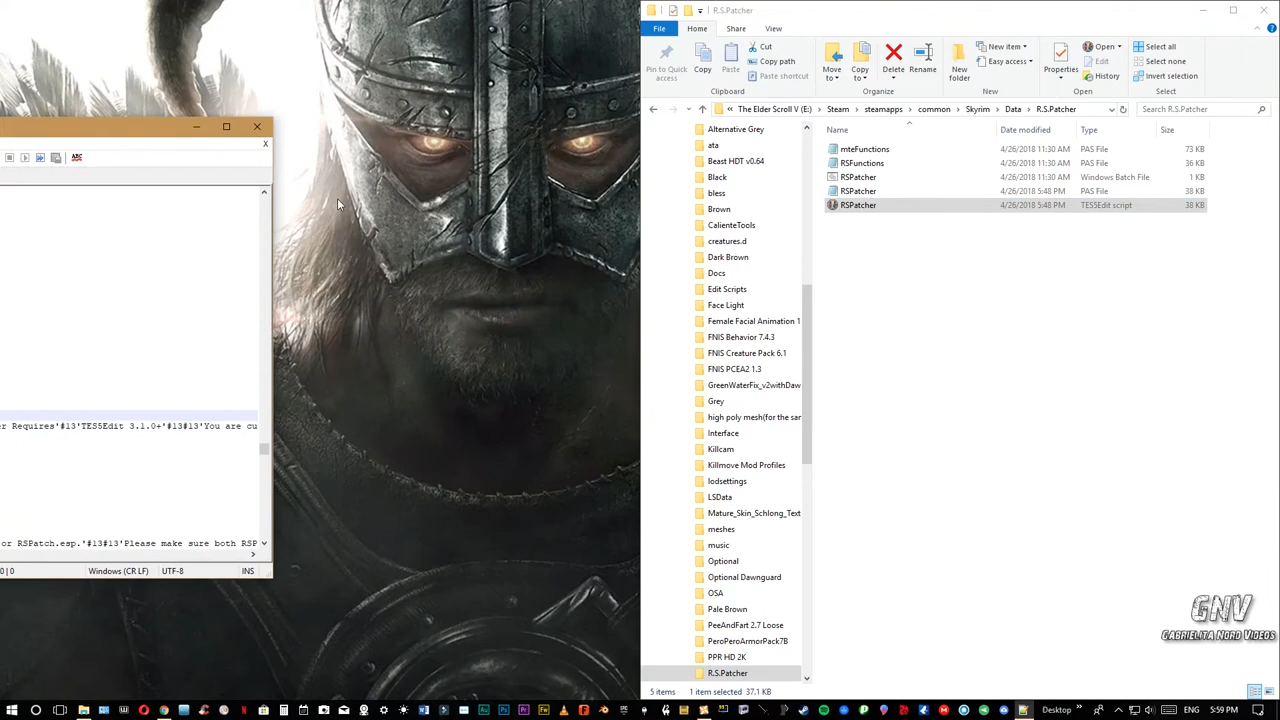 R.S.Patcher
File
Home
Share
View
Pin to Quick access
Copy
Paste
Cut
Copy path
Paste shortcut
Clipboard
Move to
Copy to
Delete
Rename
Organize
New folder
New item
Easy access
New
Properties
Open
Edit
History
Open
Select all
Select none
Invert selection
Select
« The Elder Scroll V (E:) > Steam > steamapps > common > Skyrim > Data > R.S.Patcher
Search R.S.Patcher
Alternative Grey
ata
Beast HDT v0.64
Black
bless
Brown
CalienteTools
creatures.d
Dark Brown
Docs
Edit Scripts
Face Light
Female Facial Animation 1
FNIS Behavior 7.4.3
FNIS Creature Pack 6.1
FNIS PCEA2 1.3
GreenWaterFix_v2withDaw
Grey
high poly mesh(for the sar
Interface
Killcam
Killmove Mod Profiles
lodsettings
LSData
Mature_Skin_Schlong_Text
meshes
music
Optional
Optional Dawnguard
OSA
Pale Brown
PeeAndFart 2.7 Loose
PeroPeroArmorPack7B
PPR HD 2K
R.S.Patcher
Name Date modified Type Size
mteFunctions 4/26/2018 11:30 AM PAS File 73 KB
RSFunctions 4/26/2018 11:30 AM PAS File 36 KB
RSPatcher 4/26/2018 11:30 AM Windows Batch File 1 KB
RSPatcher 4/26/2018 5:48 PM PAS File 38 KB
RSPatcher 4/26/2018 5:48 PM TES5Edit script 38 KB
5 items 1 item selected 37.1 KB
X
ABC
er Requires'#13'TES5Edit 3.1.0+'#13#13'You are cu
or RSPatch.esp.'#13#13'Please make sure both RSP
0 | 0 Windows (CR LF) UTF-8 INS
GNV
GABRIELITA NORD VIDEOS
Desktop
ENG
5:59 PM